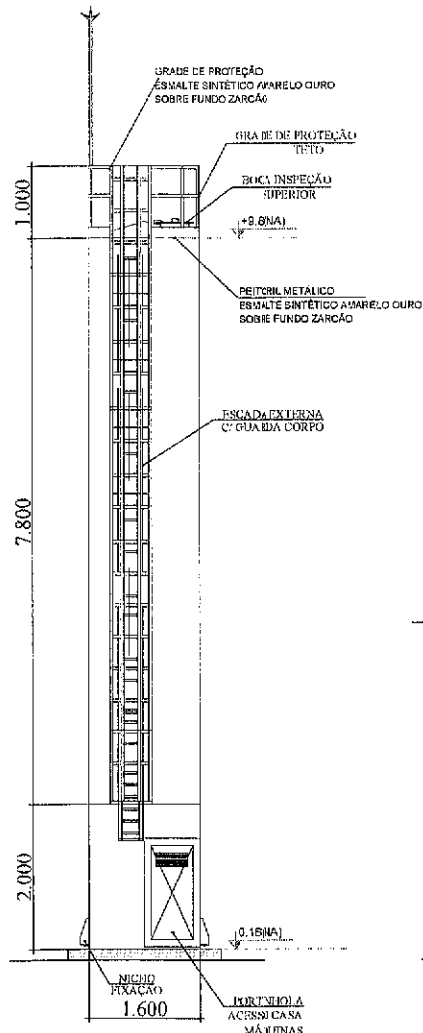 GRADE DE PROTEÇÃO
ESMALTE SINTÉTICO AMARELO OURO
SOBRE FUNDO ZARCÃO
GRADE DE PROTEÇÃO
TETO
BOCA INSPEÇÃO
SUPERIOR
1.000
+9.8(NA)
PEITORIL METÁLICO
ESMALTE SINTÉTICO AMARELO OURO
SOBRE FUNDO ZARCÃO
ESCADA EXTERNA
C/ GUARDA CORPO
7.800
2.000
0.15(NA)
NICHO
FIXAÇÃO
1.600
PORTINHOLA
ACESSO CASA
MÁQUINAS